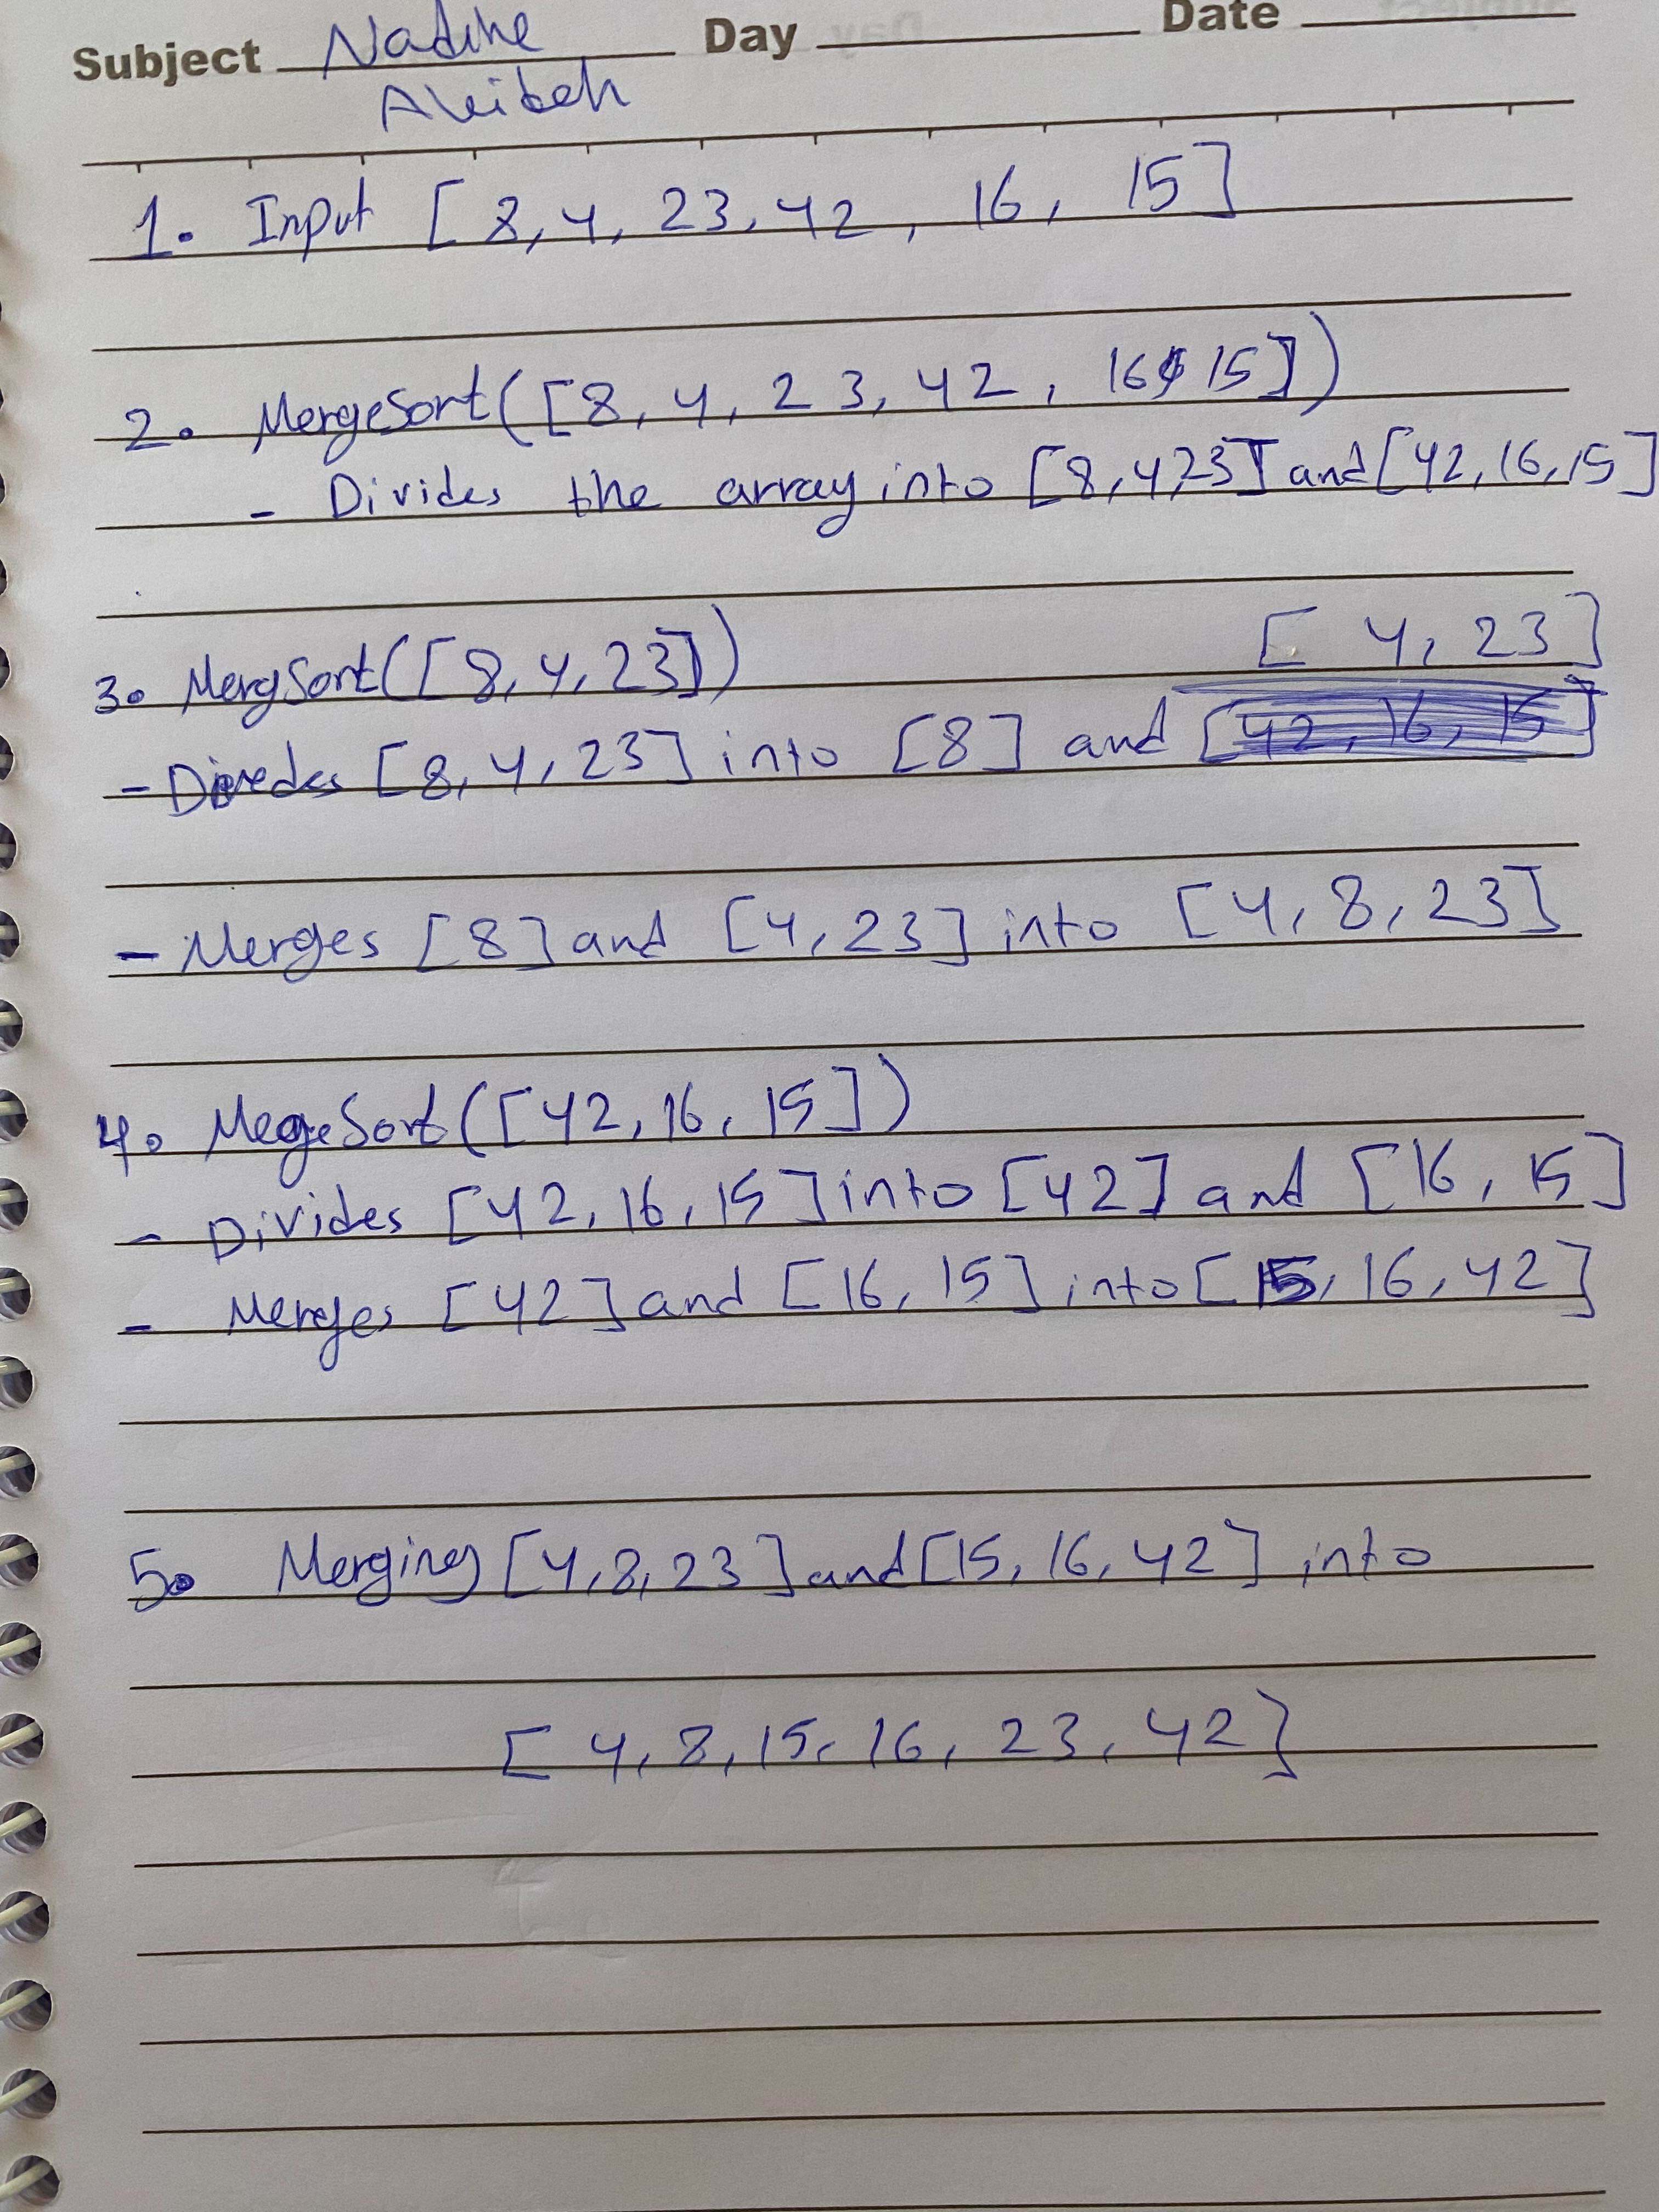 Subject Nadine Day Date
Aleibeh
1. Input [ 8, 4, 23, 42, 16, 15]
2. MergeSort([8, 4, 23, 42, 16, 15])
- Divides the array into [8,4,23] and [42,16,15]
3. MergSort([8,4,23]) [ 4, 23]
- Divedes [8,4,23] into [8] and [42, 16, 15]
- Merges [8] and [4,23] into [4,8,23]
4. MegeSort([42,16,15])
- Divides [42,16,15] into [42] and [16, 15]
- Merges [42] and [16, 15] into [15, 16, 42]
5. Merging [4,8,23] and [15, 16, 42] into
[ 4, 8, 15, 16, 23, 42]